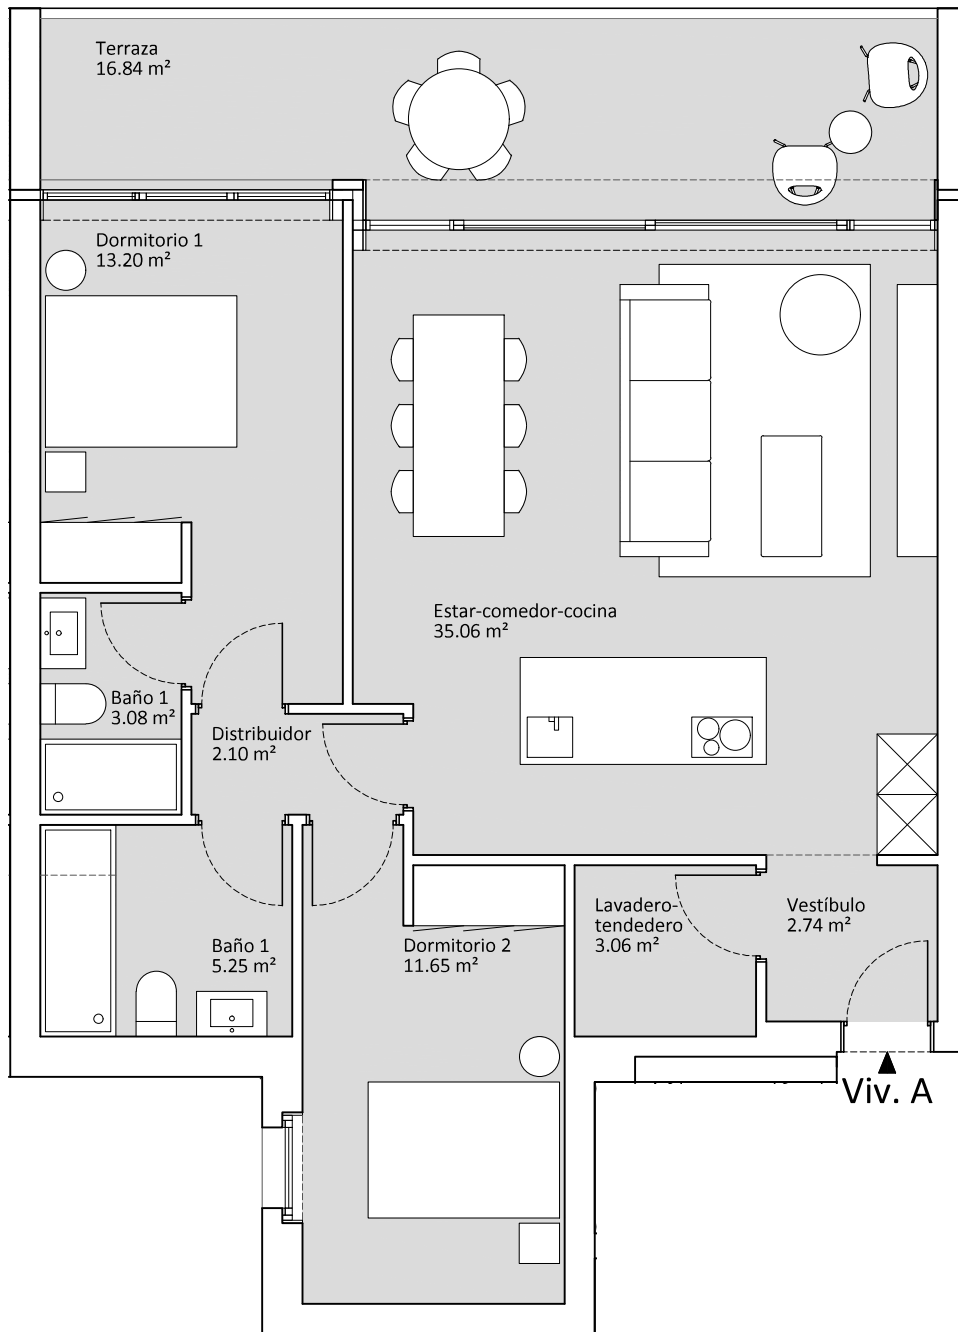 Terraza
16.84 m²
Dormitorio 1
13.20 m²
Estar-comedor-cocina
35.06 m²
Baño 1
3.08 m²
Distribuidor
2.10 m²
Baño 1
5.25 m²
Dormitorio 2
11.65 m²
Lavadero-
tendedero
3.06 m²
Vestíbulo
2.74 m²
Viv. A